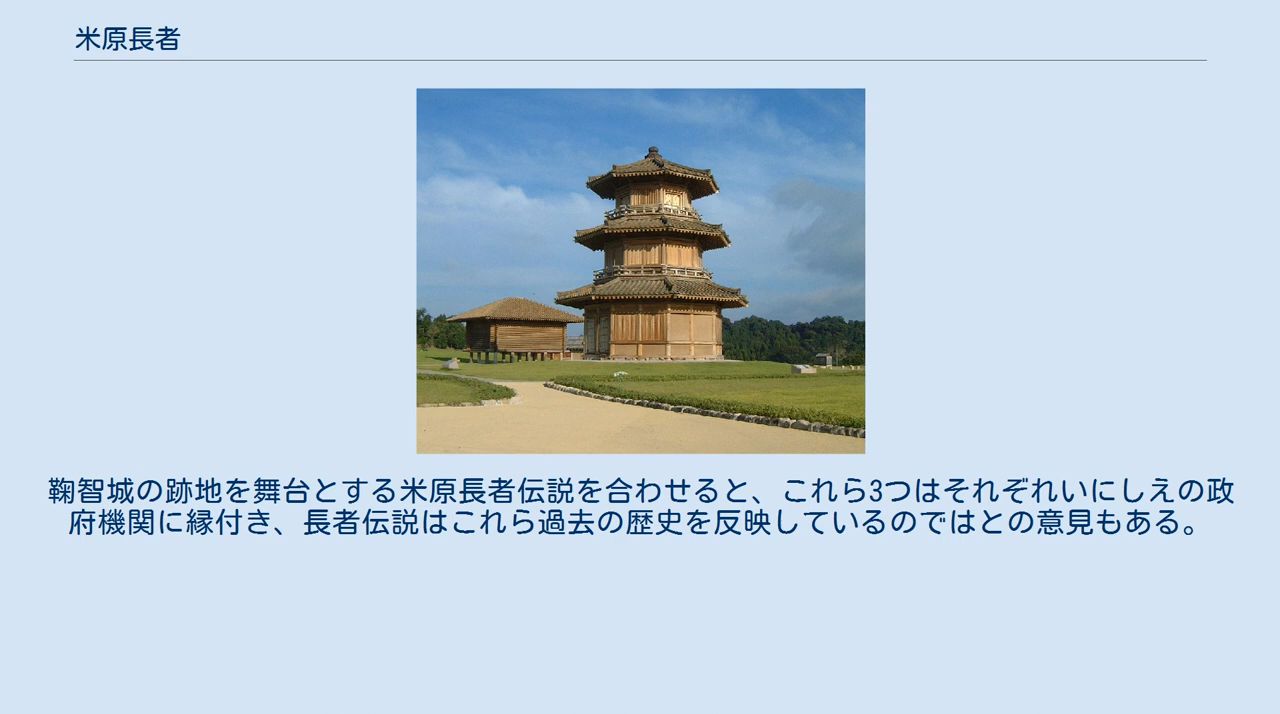 米原長者
鞠智城の跡地を舞台とする米原長者伝説を合わせると、これら3つはそれぞれいにしえの政
府機関に縁付き、長者伝説はこれら過去の歴史を反映しているのではとの意見もある。